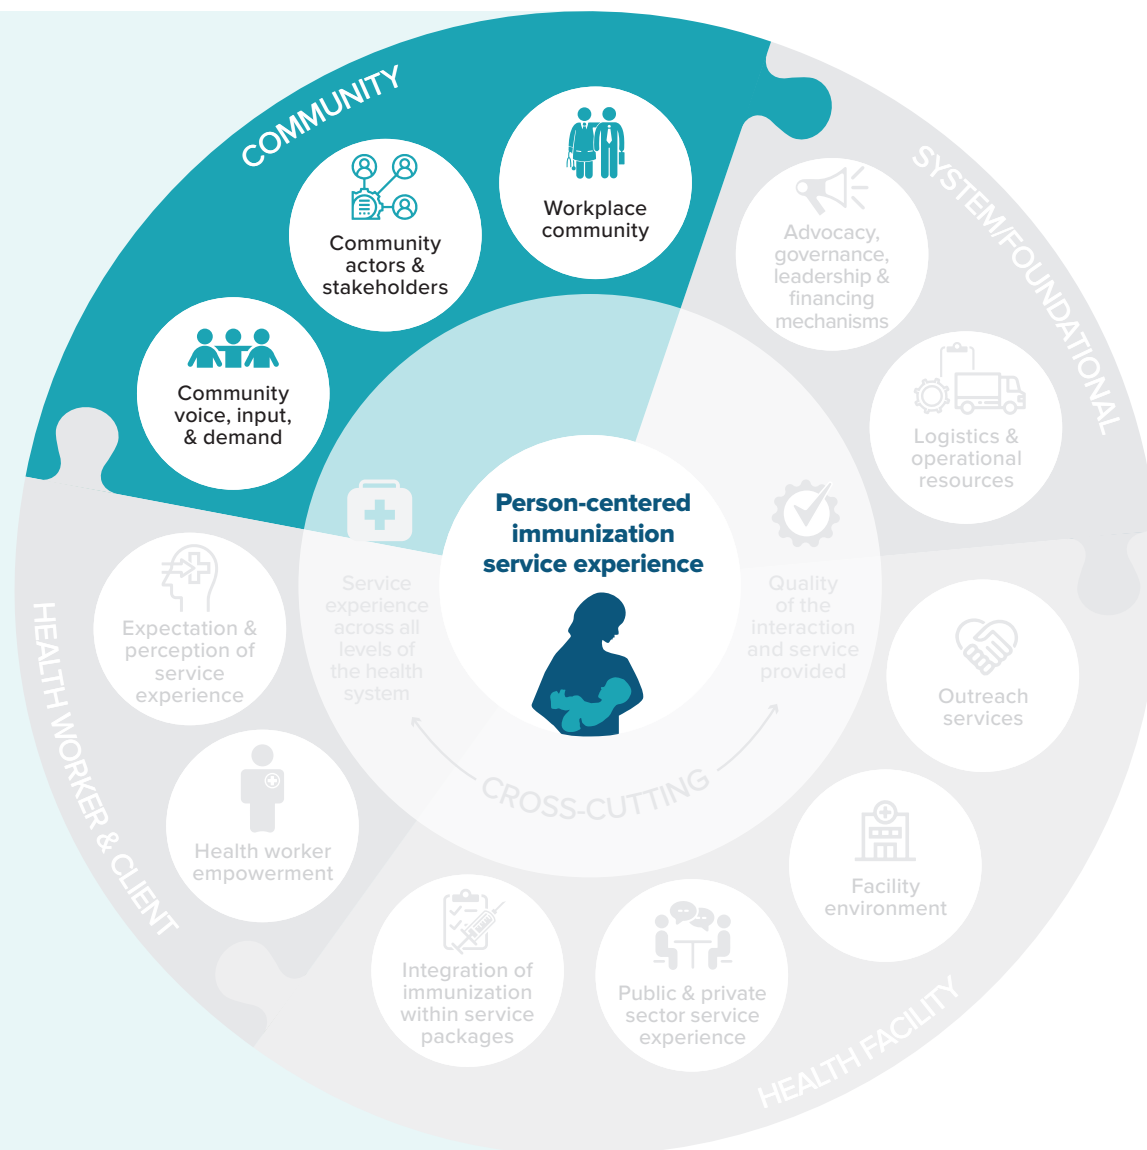 COMMUNITY
Workplace
community
Community
actors &
stakeholders
Community
voice, input,
& demand
SYSTEM/FOUNDATIONAL
Advocacy,
governance,
leadership &
financing
mechanisms
Logistics &
operational
resources
Person-centered
immunization
service experience
Service
experience
across all
levels of
the health
system
Quality
of the
interaction
and service
provided
CROSS-CUTTING
HEALTH WORKER & CLIENT
Expectation &
perception of
service
experience
Health worker
empowerment
HEALTH FACILITY
Outreach
services
Facility
environment
Public & private
sector service
experience
Integration of
immunization
within service
packages